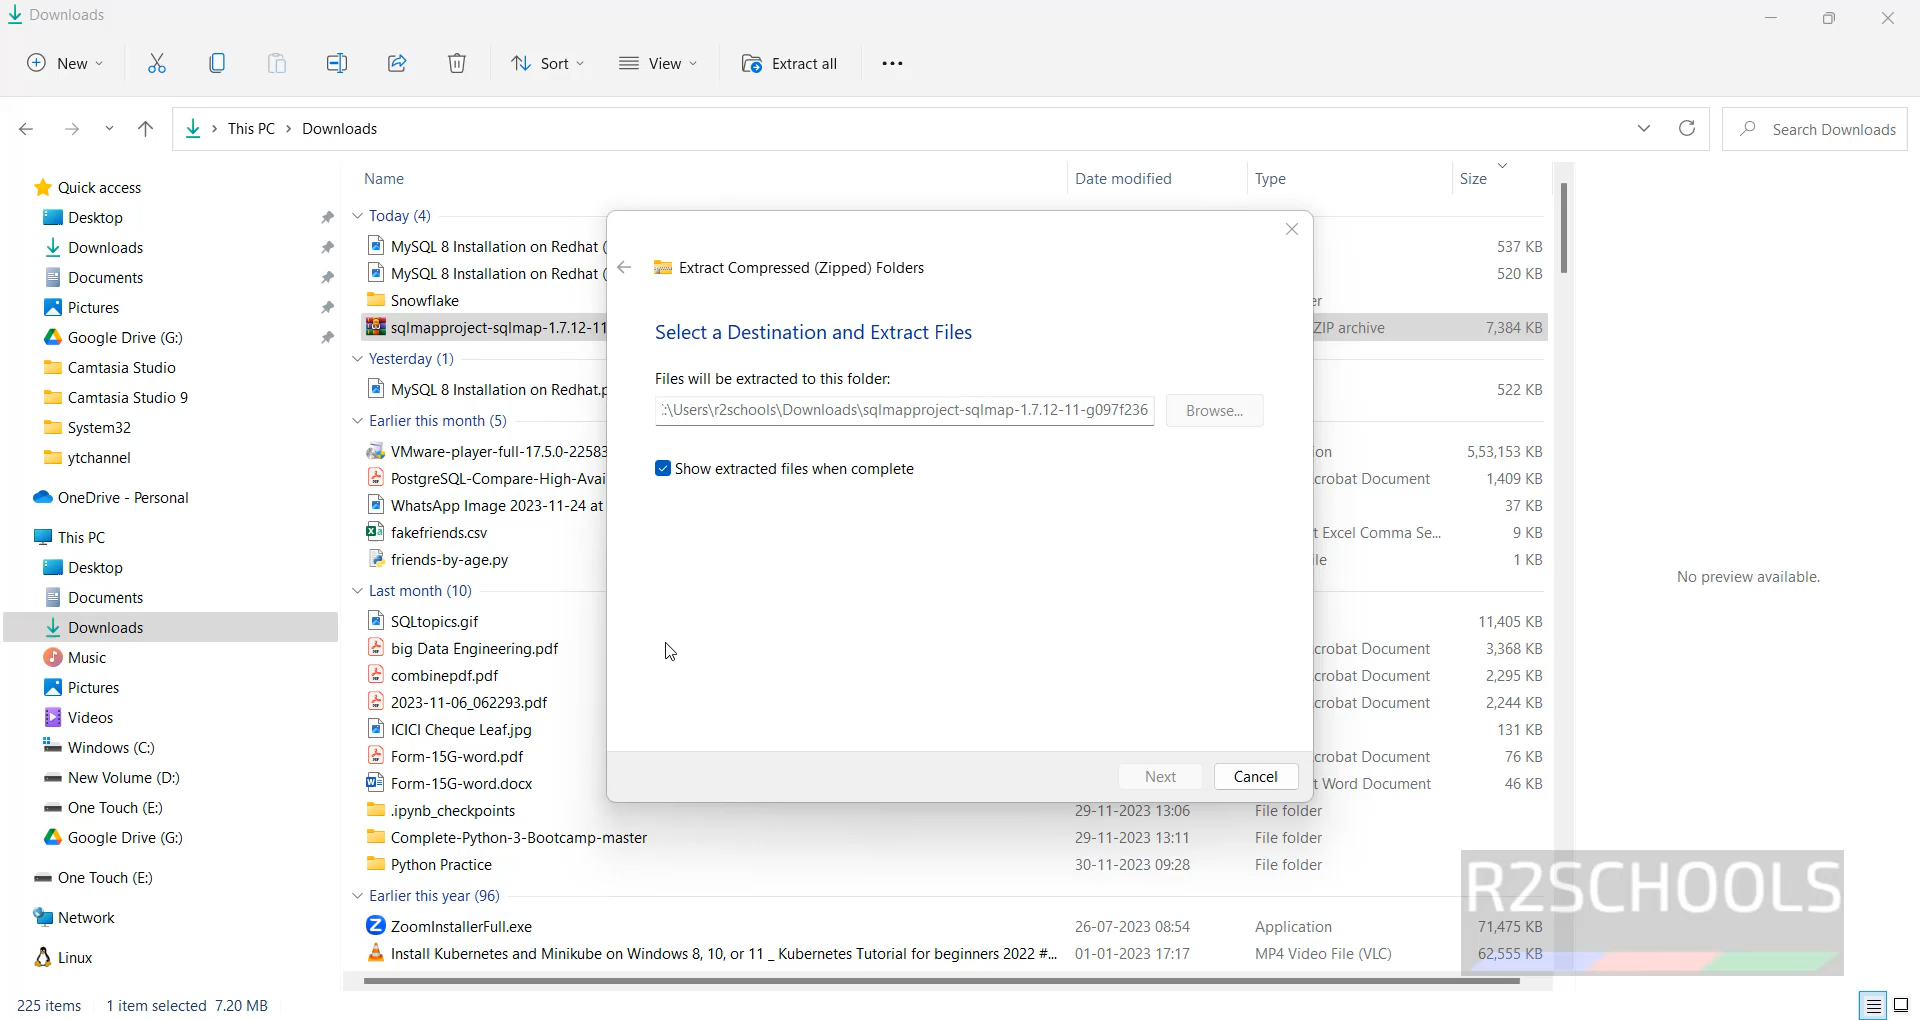 Downloads
New
Sort
View
Extract all
This PC
Downloads
Search Downloads
Quick access
Desktop
Downloads
Documents
Pictures
Google Drive (G:)
Camtasia Studio
Camtasia Studio 9
System32
ytchannel
OneDrive - Personal
This PC
Desktop
Documents
Downloads
Music
Pictures
Videos
Windows (C:)
New Volume (D:)
One Touch (E:)
Google Drive (G:)
One Touch (E:)
Network
Linux
Name Date modified Type Size
Today (4)
MySQL 8 Installation on Redhat ( 537 KB
MySQL 8 Installation on Redhat ( 520 KB
Snowflake er
sqlmapproject-sqlmap-1.7.12-11 ZIP archive 7,384 KB
Yesterday (1)
MySQL 8 Installation on Redhat.p 522 KB
Earlier this month (5)
VMware-player-full-17.5.0-22583 ion 5,53,153 KB
PostgreSQL-Compare-High-Avai crobat Document 1,409 KB
WhatsApp Image 2023-11-24 at 37 KB
fakefriends.csv t Excel Comma Se... 9 KB
friends-by-age.py ile 1 KB
Last month (10)
SQLtopics.gif 11,405 KB
big Data Engineering.pdf crobat Document 3,368 KB
combinepdf.pdf crobat Document 2,295 KB
2023-11-06_062293.pdf crobat Document 2,244 KB
ICICI Cheque Leaf.jpg 131 KB
Form-15G-word.pdf crobat Document 76 KB
Form-15G-word.docx t Word Document 46 KB
.ipynb_checkpoints 29-11-2023 13:06 File folder
Complete-Python-3-Bootcamp-master 29-11-2023 13:11 File folder
Python Practice 30-11-2023 09:28 File folder
Earlier this year (96)
ZoomInstallerFull.exe 26-07-2023 08:54 Application 71,475 KB
Install Kubernetes and Minikube on Windows 8, 10, or 11 _ Kubernetes Tutorial for beginners 2022 #... 01-01-2023 17:17 MP4 Video File (VLC) 62,555 KB
Extract Compressed (Zipped) Folders
Select a Destination and Extract Files
Files will be extracted to this folder:
:\Users\r2schools\Downloads\sqlmapproject-sqlmap-1.7.12-11-g097f236
Browse...
Show extracted files when complete
Next
Cancel
No preview available.
R2SCHOOLS
225 items 1 item selected 7.20 MB